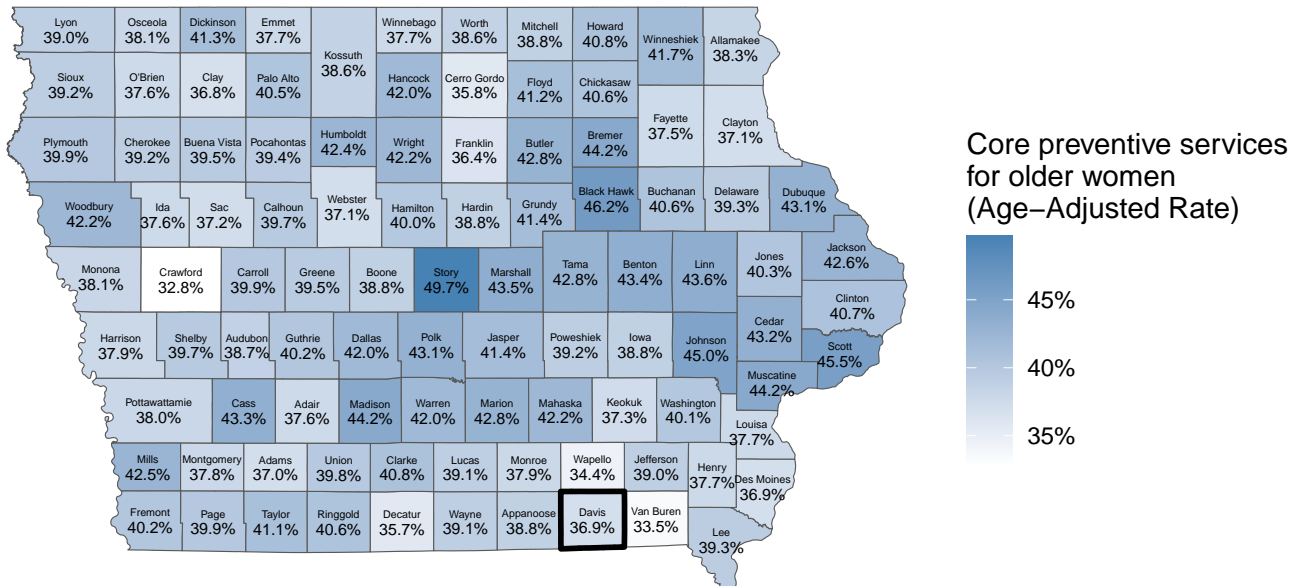 Lyon
39.0%
Osceola
38.1%
Dickinson
41.3%
Emmet
37.7%
Kossuth
38.6%
Winnebago
37.7%
Worth
38.6%
Mitchell
38.8%
Howard
40.8%
Winneshiek
41.7%
Allamakee
38.3%
Sioux
39.2%
O'Brien
37.6%
Clay
36.8%
Palo Alto
40.5%
Hancock
42.0%
Cerro Gordo
35.8%
Floyd
41.2%
Chickasaw
40.6%
Fayette
37.5%
Clayton
37.1%
Plymouth
39.9%
Cherokee
39.2%
Buena Vista
39.5%
Pocahontas
39.4%
Humboldt
42.4%
Wright
42.2%
Franklin
36.4%
Butler
42.8%
Bremer
44.2%
Woodbury
42.2%
Ida
37.6%
Sac
37.2%
Calhoun
39.7%
Webster
37.1%
Hamilton
40.0%
Hardin
38.8%
Grundy
41.4%
Black Hawk
46.2%
Buchanan
40.6%
Delaware
39.3%
Dubuque
43.1%
Monona
38.1%
Crawford
32.8%
Carroll
39.9%
Greene
39.5%
Boone
38.8%
Story
49.7%
Marshall
43.5%
Tama
42.8%
Benton
43.4%
Linn
43.6%
Jones
40.3%
Jackson
42.6%
Clinton
40.7%
Harrison
37.9%
Shelby
39.7%
Audubon
38.7%
Guthrie
40.2%
Dallas
42.0%
Polk
43.1%
Jasper
41.4%
Poweshiek
39.2%
Iowa
38.8%
Johnson
45.0%
Cedar
43.2%
Scott
45.5%
Muscatine
44.2%
Pottawattamie
38.0%
Cass
43.3%
Adair
37.6%
Madison
44.2%
Warren
42.0%
Marion
42.8%
Mahaska
42.2%
Keokuk
37.3%
Washington
40.1%
Louisa
37.7%
Mills
42.5%
Montgomery
37.8%
Adams
37.0%
Union
39.8%
Clarke
40.8%
Lucas
39.1%
Monroe
37.9%
Wapello
34.4%
Jefferson
39.0%
Henry
37.7%
Des Moines
36.9%
Fremont
40.2%
Page
39.9%
Taylor
41.1%
Ringgold
40.6%
Decatur
35.7%
Wayne
39.1%
Appanoose
38.8%
Davis
36.9%
Van Buren
33.5%
Lee
39.3%
Core preventive services
for older women
(Age−Adjusted Rate)
45%
40%
35%